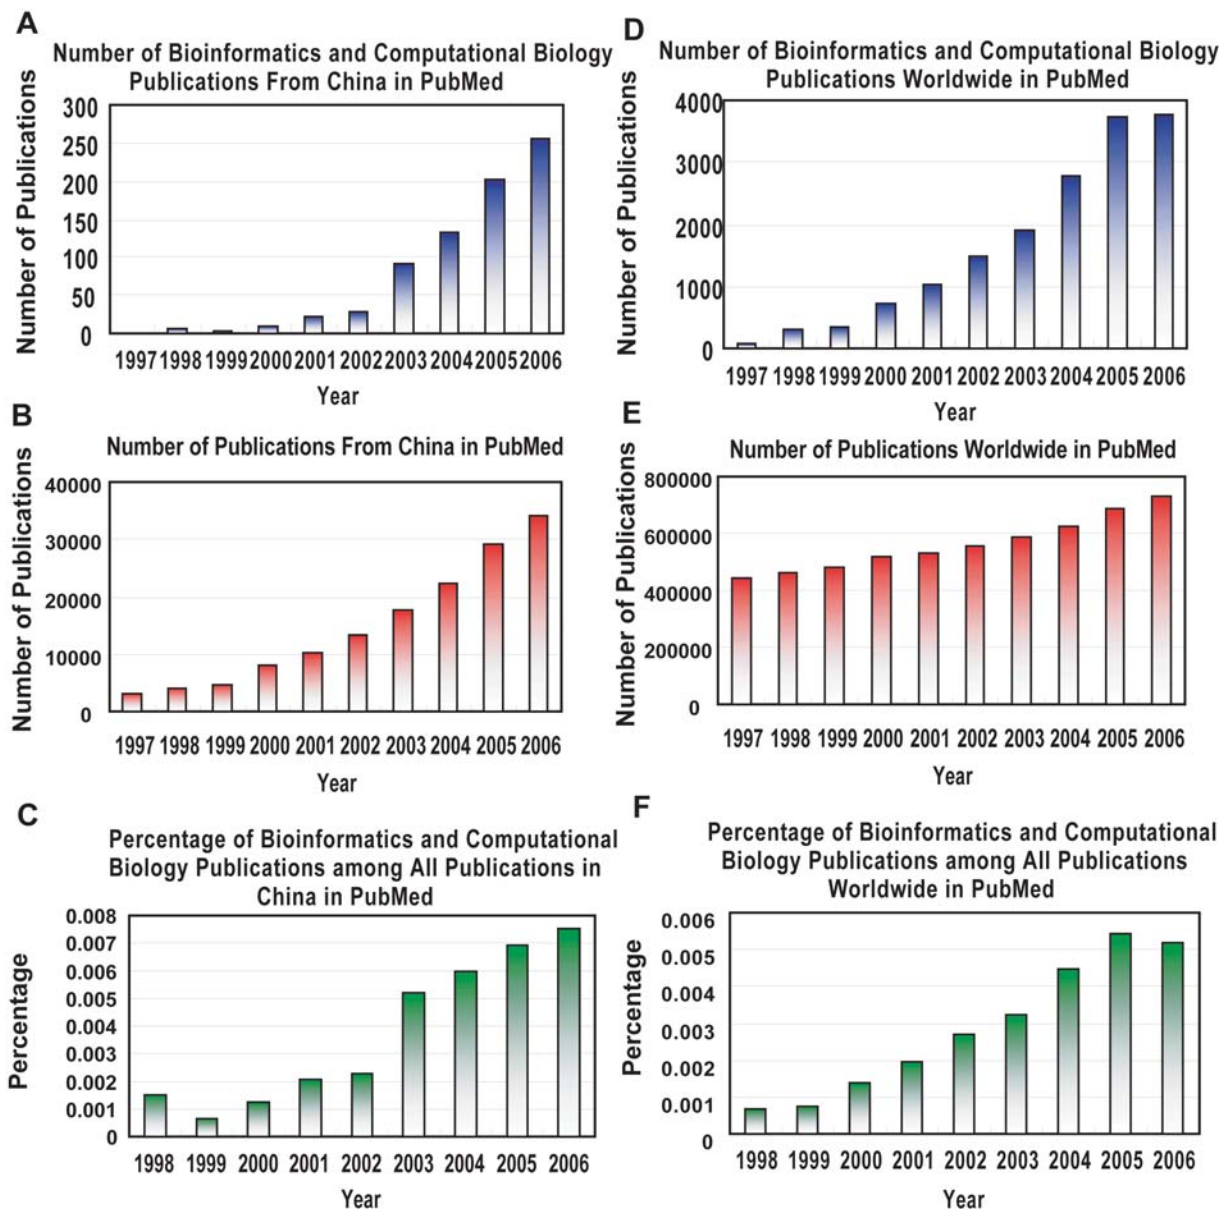 A
Number of Bioinformatics and Computational Biology
Publications From China in PubMed
Number of Publications
300
250
200
150
100
50
0
1997 1998 1999 2000 2001 2002 2003 2004 2005 2006
Year
B
Number of Publications From China in PubMed
Number of Publications
40000
30000
20000
10000
0
1997 1998 1999 2000 2001 2002 2003 2004 2005 2006
Year
C
Percentage of Bioinformatics and Computational
Biology Publications among All Publications in
China in PubMed
Percentage
0.008
0.007
0.006
0.005
0.004
0.003
0.002
0.001
0
1998 1999 2000 2001 2002 2003 2004 2005 2006
Year
D
Number of Bioinformatics and Computational Biology
Publications Worldwide in PubMed
Number of Publications
4000
3000
2000
1000
0
1997 1998 1999 2000 2001 2002 2003 2004 2005 2006
Year
E
Number of Publications Worldwide in PubMed
Number of Publications
800000
600000
400000
200000
0
1997 1998 1999 2000 2001 2002 2003 2004 2005 2006
Year
F
Percentage of Bioinformatics and Computational
Biology Publications among All Publications
Worldwide in PubMed
Percentage
0.006
0.005
0.004
0.003
0.002
0.001
0
1998 1999 2000 2001 2002 2003 2004 2005 2006
Year